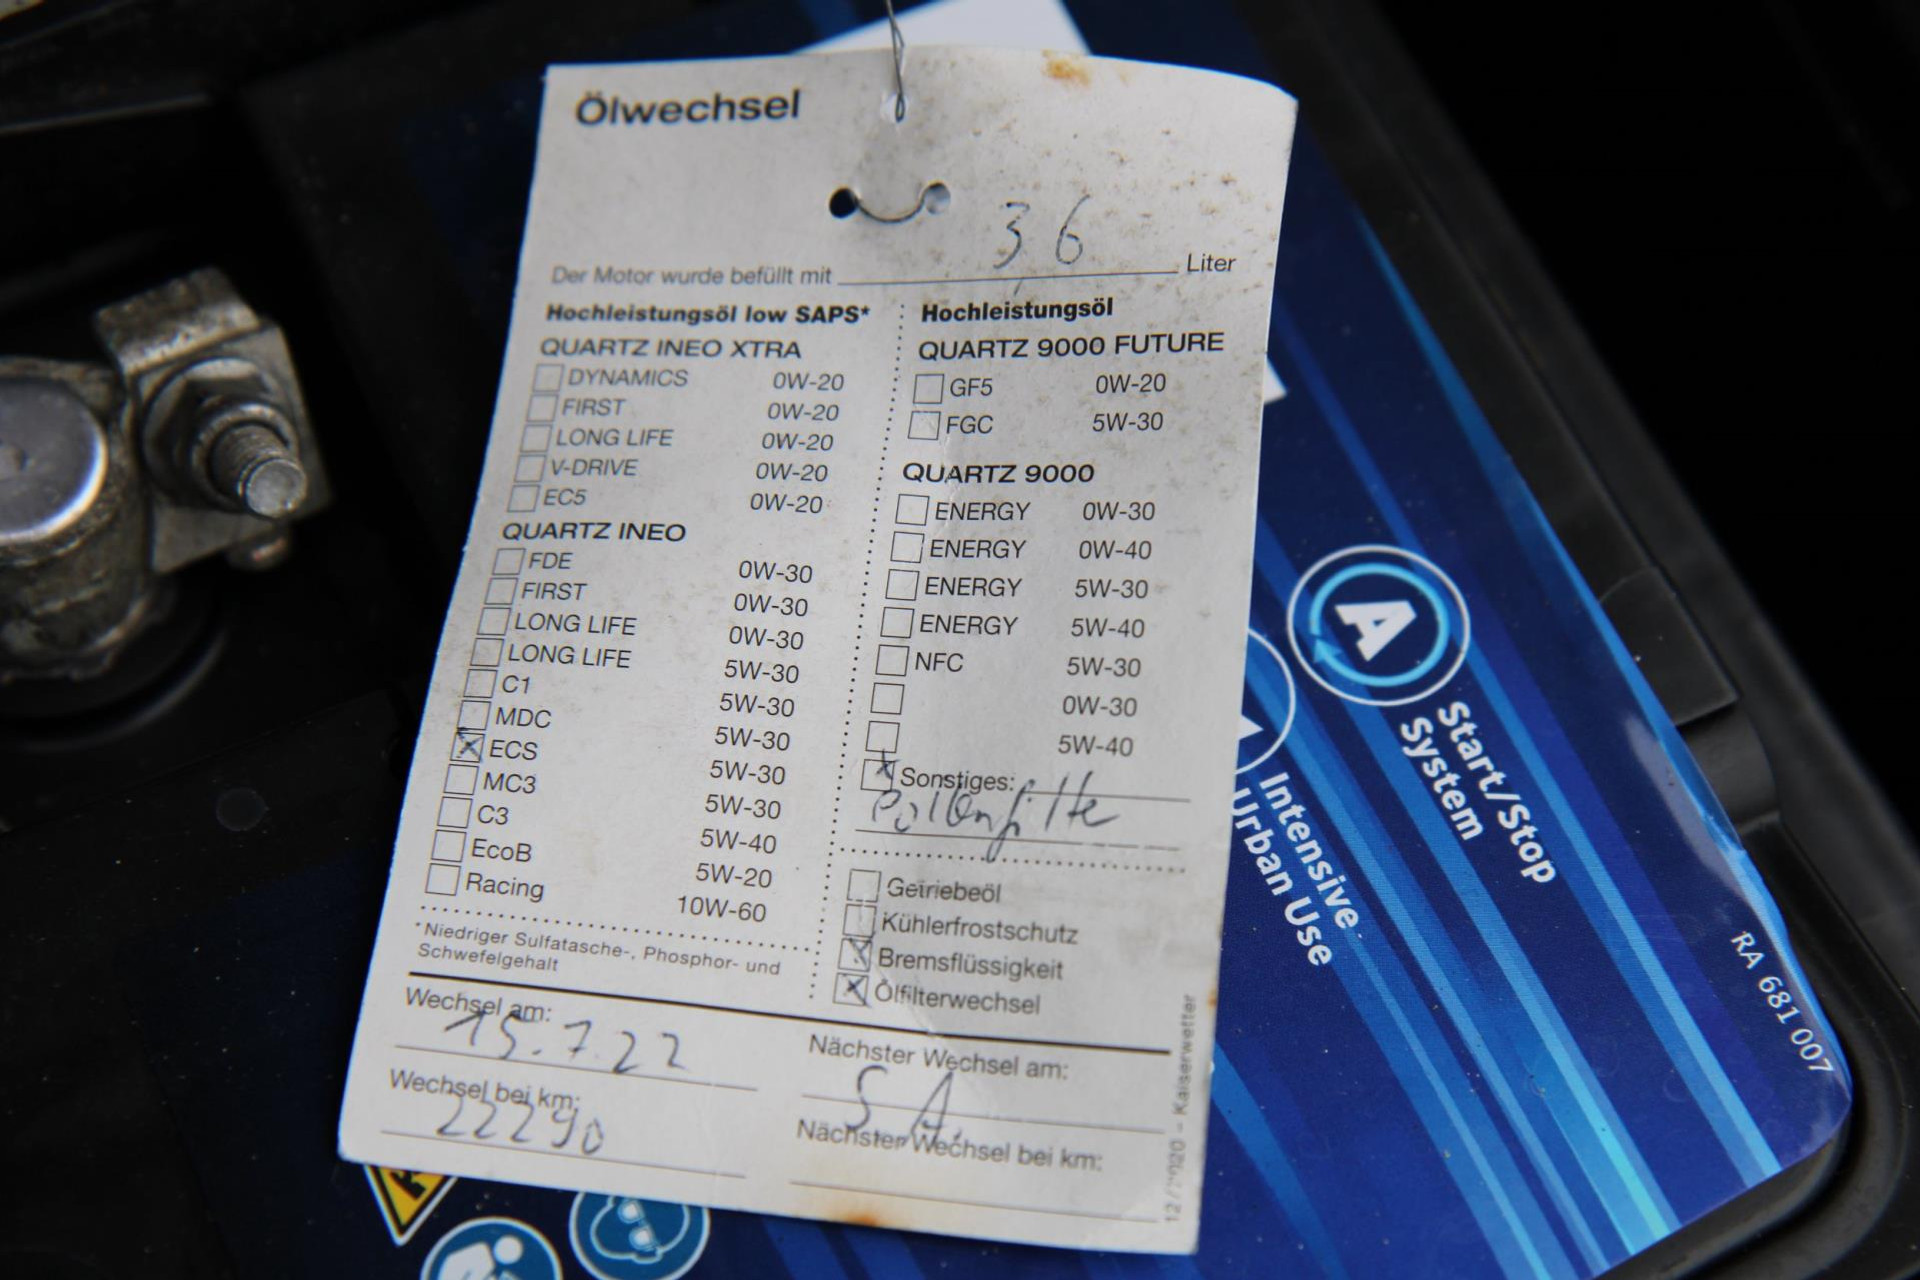 Ölwechsel
Der Motor wurde befüllt mit 3,6 Liter
Hochleistungsöl low SAPS*
QUARTZ INEO XTRA
DYNAMICS 0W-20
FIRST 0W-20
LONG LIFE 0W-20
V-DRIVE 0W-20
EC5 0W-20
QUARTZ INEO
FDE 0W-30
FIRST 0W-30
LONG LIFE 0W-30
LONG LIFE 5W-30
C1 5W-30
MDC 5W-30
ECS 5W-30
MC3 5W-30
C3 5W-40
EcoB 5W-20
Racing 10W-60
*Niedriger Sulfatasche-, Phosphor- und
Schwefelgehalt
Hochleistungsöl
QUARTZ 9000 FUTURE
GF5 0W-20
FGC 5W-30
QUARTZ 9000
ENERGY 0W-30
ENERGY 0W-40
ENERGY 5W-30
ENERGY 5W-40
NFC 5W-30
0W-30
5W-40
Sonstiges:
Pollenfilte
Getriebeöl
Kühlerfrostschutz
Bremsflüssigkeit
Ölfilterwechsel
Wechsel am:
15.7.22
Wechsel bei km:
22290
Nächster Wechsel am:
S.A.
Nächster Wechsel bei km:
12/2020 – Kaiserwetter
A
Start/Stop
System
Intensive
Urban Use
RA 681 007